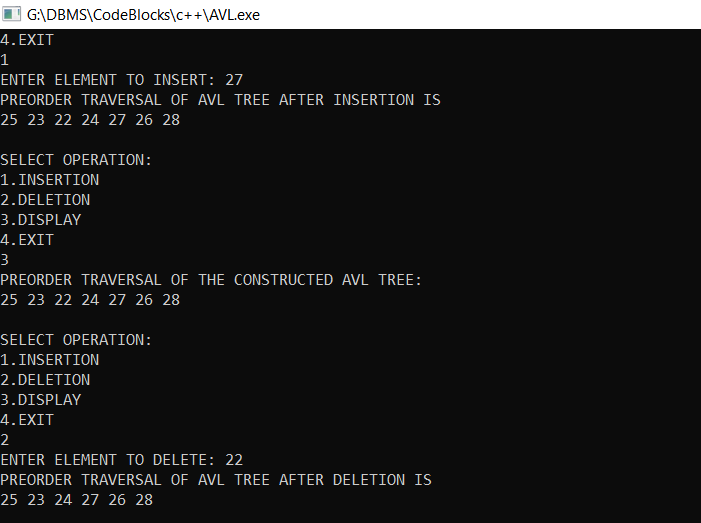 G:\DBMS\CodeBlocks\c++\AVL.exe
4.EXIT
1
ENTER ELEMENT TO INSERT: 27
PREORDER TRAVERSAL OF AVL TREE AFTER INSERTION IS
25 23 22 24 27 26 28
SELECT OPERATION:
1.INSERTION
2.DELETION
3.DISPLAY
4.EXIT
3
PREORDER TRAVERSAL OF THE CONSTRUCTED AVL TREE:
25 23 22 24 27 26 28
SELECT OPERATION:
1.INSERTION
2.DELETION
3.DISPLAY
4.EXIT
2
ENTER ELEMENT TO DELETE: 22
PREORDER TRAVERSAL OF AVL TREE AFTER DELETION IS
25 23 24 27 26 28